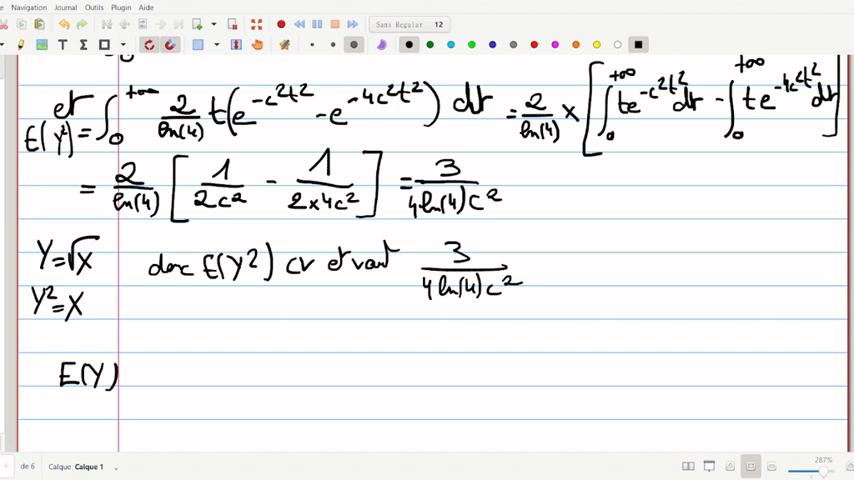 Navigation Journal Outils Plugin Aide
Sans Regular 12
et ∫₀^{+∞} 2/ln(4) t(e^{-c²t²} - e^{-4c²t²}) dt = 2/ln(4) × [∫₀^{+∞} te^{-c²t²} dt - ∫₀^{+∞} te^{-4c²t²} dt]
E(Y²) =
= 2/ln(4) [1/2c² - 1/2×4c²] = 3/4ln(4)c²
Y = √X donc E(Y²) cv et vaut 3/4ln(4)c²
Y² = X
E(Y)
de 6 Calque Calque 1 287%